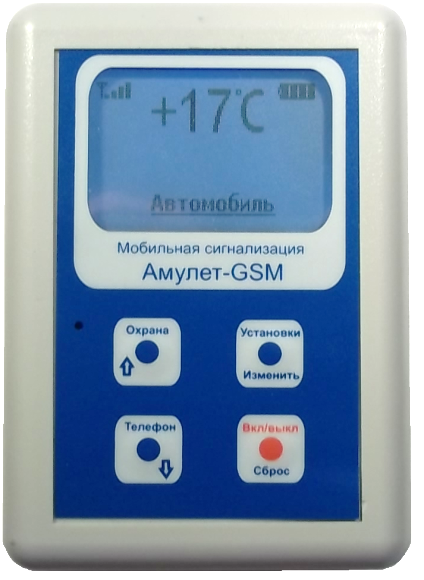 +17°C
Автомобиль
Мобильная сигнализация
Амулет-GSM
Охрана
Установки
Изменить
Телефон
Вкл/выкл
Сброс